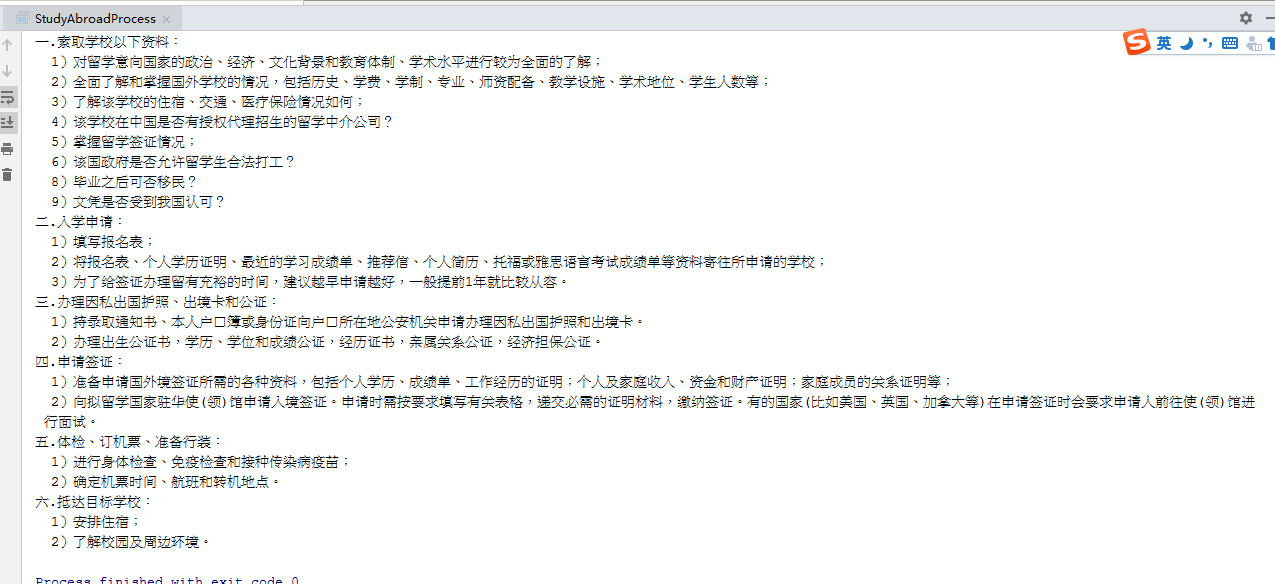 StudyAbroadProcess
英
一.索取学校以下资料：
1）对留学意向国家的政治、经济、文化背景和教育体制、学术水平进行较为全面的了解；
2）全面了解和掌握国外学校的情况，包括历史、学费、学制、专业、师资配备、教学设施、学术地位、学生人数等；
3）了解该学校的住宿、交通、医疗保险情况如何；
4）该学校在中国是否有授权代理招生的留学中介公司？
5）掌握留学签证情况；
6）该国政府是否允许留学生合法打工？
8）毕业之后可否移民？
9）文凭是否受到我国认可？
二.入学申请：
1）填写报名表；
2）将报名表、个人学历证明、最近的学习成绩单、推荐信、个人简历、托福或雅思语言考试成绩单等资料寄往所申请的学校；
3）为了给签证办理留有充裕的时间，建议越早申请越好，一般提前1年就比较从容。
三.办理因私出国护照、出境卡和公证：
1）持录取通知书、本人户口簿或身份证向户口所在地公安机关申请办理因私出国护照和出境卡。
2）办理出生公证书，学历、学位和成绩公证，经历证书，亲属关系公证，经济担保公证。
四.申请签证：
1）准备申请国外境签证所需的各种资料，包括个人学历、成绩单、工作经历的证明；个人及家庭收入、资金和财产证明；家庭成员的关系证明等；
2）向拟留学国家驻华使(领)馆申请入境签证。申请时需按要求填写有关表格，递交必需的证明材料，缴纳签证。有的国家(比如美国、英国、加拿大等)在申请签证时会要求申请人前往使(领)馆进
行面试。
五.体检、订机票、准备行装：
1）进行身体检查、免疫检查和接种传染病疫苗；
2）确定机票时间、航班和转机地点。
六.抵达目标学校：
1）安排住宿；
2）了解校园及周边环境。
Process finished with exit code 0